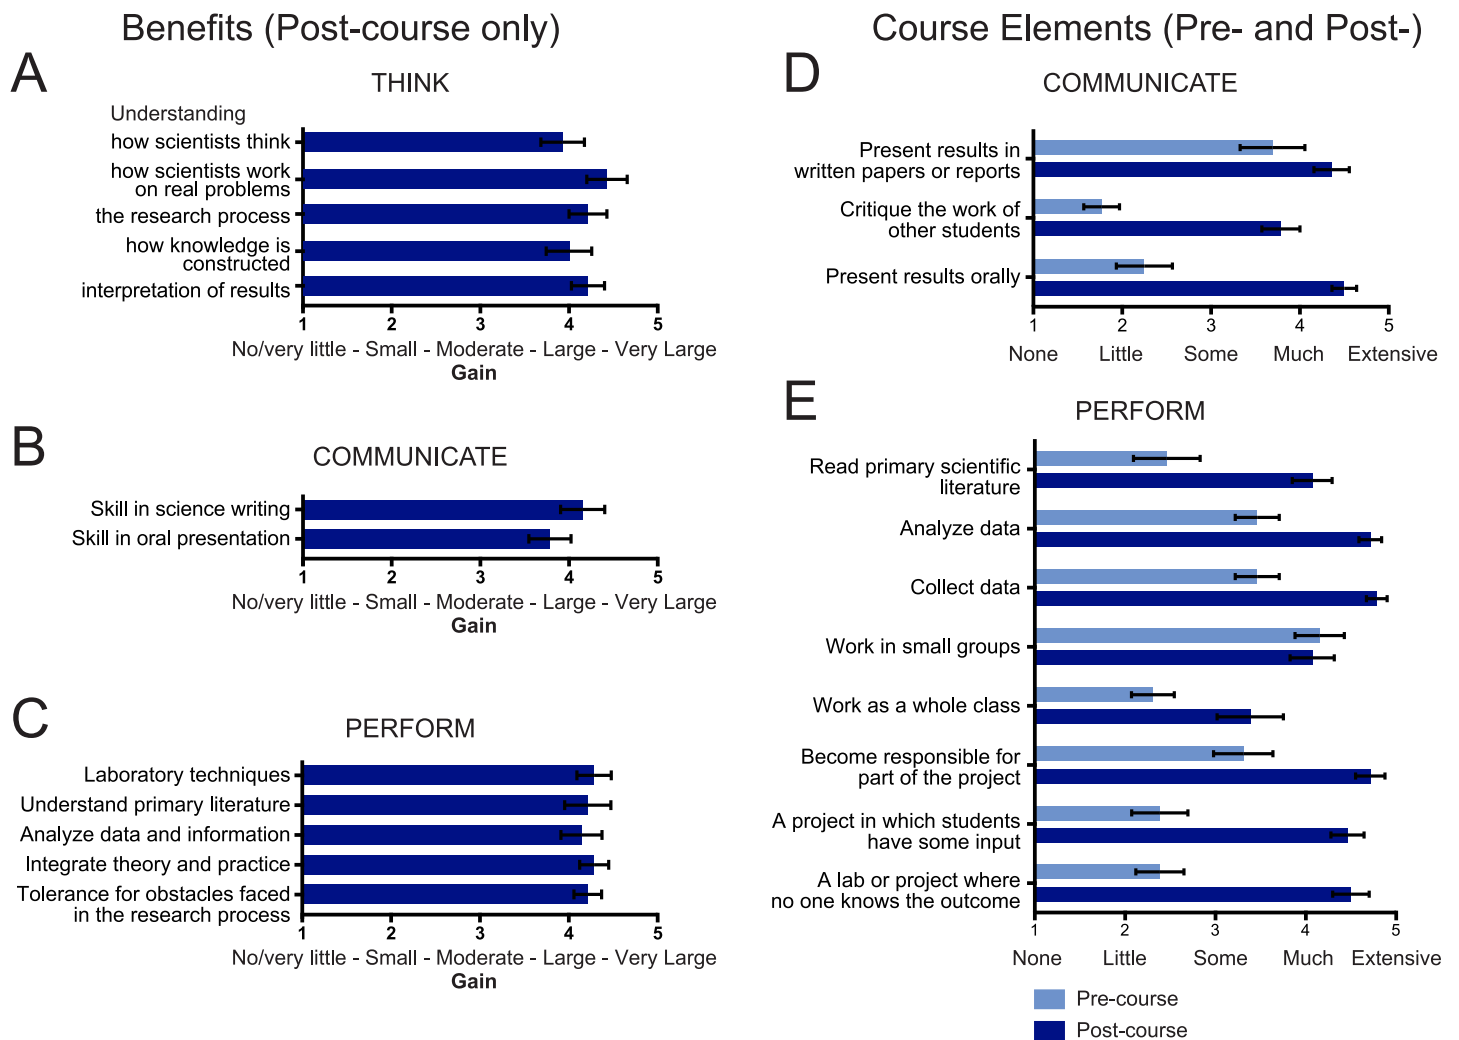 Benefits (Post-course only)
A
THINK
Understanding
how scientists think
how scientists work
on real problems
the research process
how knowledge is
constructed
interpretation of results
1 2 3 4 5
No/very little - Small - Moderate - Large - Very Large
Gain
B
COMMUNICATE
Skill in science writing
Skill in oral presentation
1 2 3 4 5
No/very little - Small - Moderate - Large - Very Large
Gain
C
PERFORM
Laboratory techniques
Understand primary literature
Analyze data and information
Integrate theory and practice
Tolerance for obstacles faced
in the research process
1 2 3 4 5
No/very little - Small - Moderate - Large - Very Large
Gain
Course Elements (Pre- and Post-)
D
COMMUNICATE
Present results in
written papers or reports
Critique the work of
other students
Present results orally
1 2 3 4 5
None Little Some Much Extensive
E
PERFORM
Read primary scientific
literature
Analyze data
Collect data
Work in small groups
Work as a whole class
Become responsible for
part of the project
A project in which students
have some input
A lab or project where
no one knows the outcome
1 2 3 4 5
None Little Some Much Extensive
Pre-course
Post-course